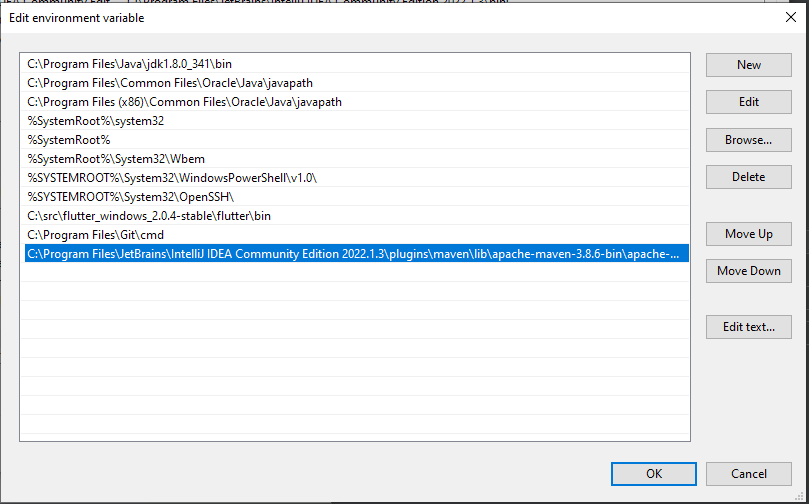 Edit environment variable
C:\Program Files\Java\jdk1.8.0_341\bin
C:\Program Files\Common Files\Oracle\Java\javapath
C:\Program Files (x86)\Common Files\Oracle\Java\javapath
%SystemRoot%\system32
%SystemRoot%
%SystemRoot%\System32\Wbem
%SYSTEMROOT%\System32\WindowsPowerShell\v1.0\
%SYSTEMROOT%\System32\OpenSSH\
C:\src\flutter_windows_2.0.4-stable\flutter\bin
C:\Program Files\Git\cmd
C:\Program Files\JetBrains\IntelliJ IDEA Community Edition 2022.1.3\plugins\maven\lib\apache-maven-3.8.6-bin\apache-...
New
Edit
Browse...
Delete
Move Up
Move Down
Edit text...
OK
Cancel